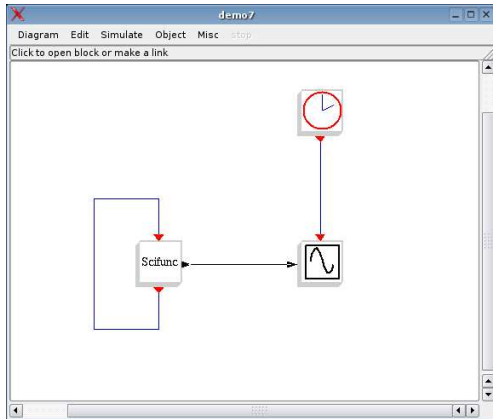 demo7
Diagram Edit Simulate Object Misc stop
Click to open block or make a link
Scifunc